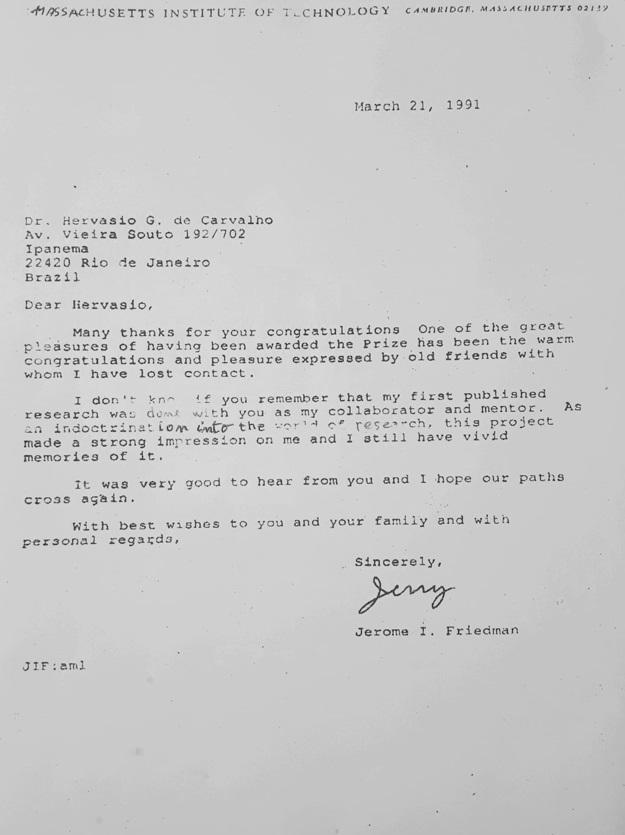 MASSACHUSETTS INSTITUTE OF TECHNOLOGY CAMBRIDGE, MASSACHUSETTS 02139
March 21, 1991
Dr. Hervasio G. de Carvalho
Av. Vieira Souto 192/702
Ipanema
22420 Rio de Janeiro
Brazil
Dear Hervasio,
Many thanks for your congratulations One of the great
pleasures of having been awarded the Prize has been the warm
congratulations and pleasure expressed by old friends with
whom I have lost contact.
I don't kno if you remember that my first published
research was done with you as my collaborator and mentor. As
an indoctrination into the world of research, this project
made a strong impression on me and I still have vivid
memories of it.
It was very good to hear from you and I hope our paths
cross again.
With best wishes to you and your family and with
personal regards,
Sincerely,
Jerry
Jerome I. Friedman
JIF:aml